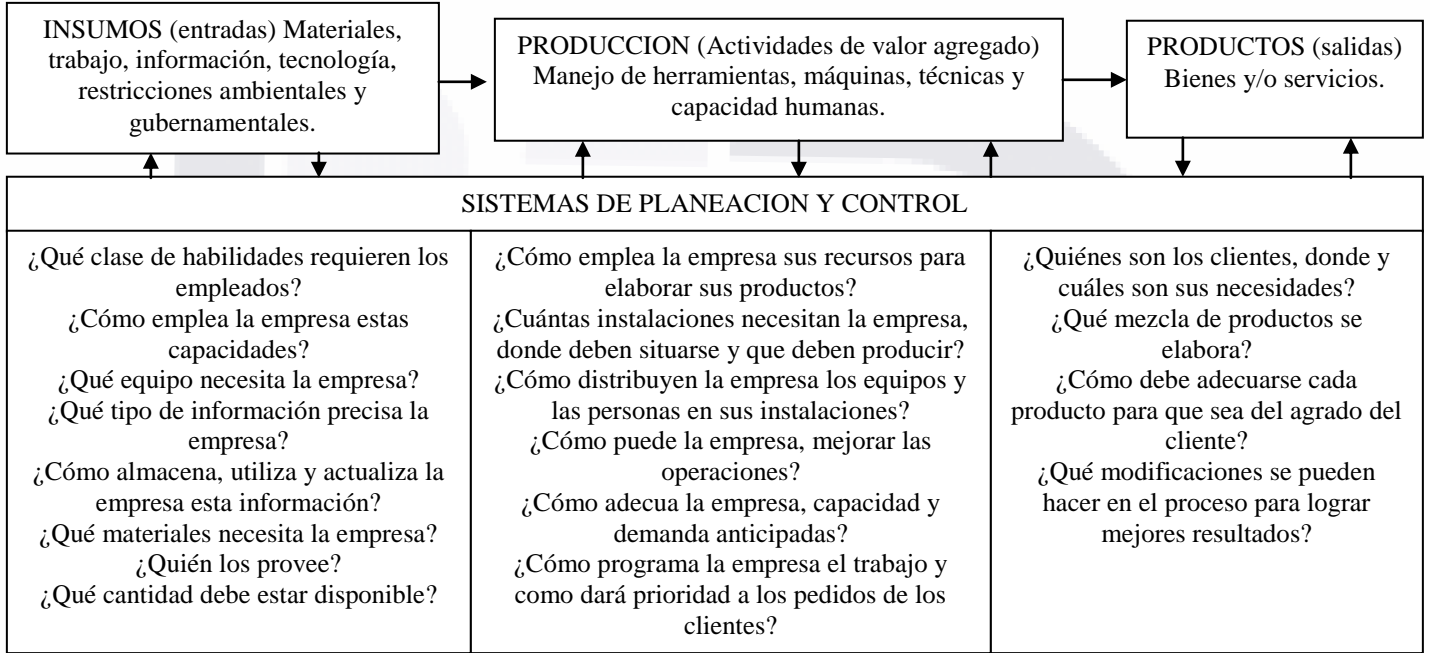 INSUMOS (entradas) Materiales,
trabajo, información, tecnología,
restricciones ambientales y
gubernamentales.
PRODUCCION (Actividades de valor agregado)
Manejo de herramientas, máquinas, técnicas y
capacidad humanas.
PRODUCTOS (salidas)
Bienes y/o servicios.
SISTEMAS DE PLANEACION Y CONTROL
¿Qué clase de habilidades requieren los
empleados?
¿Cómo emplea la empresa estas
capacidades?
¿Qué equipo necesita la empresa?
¿Qué tipo de información precisa la
empresa?
¿Cómo almacena, utiliza y actualiza la
empresa esta información?
¿Qué materiales necesita la empresa?
¿Quién los provee?
¿Qué cantidad debe estar disponible?
¿Cómo emplea la empresa sus recursos para
elaborar sus productos?
¿Cuántas instalaciones necesitan la empresa,
donde deben situarse y que deben producir?
¿Cómo distribuyen la empresa los equipos y
las personas en sus instalaciones?
¿Cómo puede la empresa, mejorar las
operaciones?
¿Cómo adecua la empresa, capacidad y
demanda anticipadas?
¿Cómo programa la empresa el trabajo y
como dará prioridad a los pedidos de los
clientes?
¿Quiénes son los clientes, donde y
cuáles son sus necesidades?
¿Qué mezcla de productos se
elabora?
¿Cómo debe adecuarse cada
producto para que sea del agrado del
cliente?
¿Qué modificaciones se pueden
hacer en el proceso para lograr
mejores resultados?